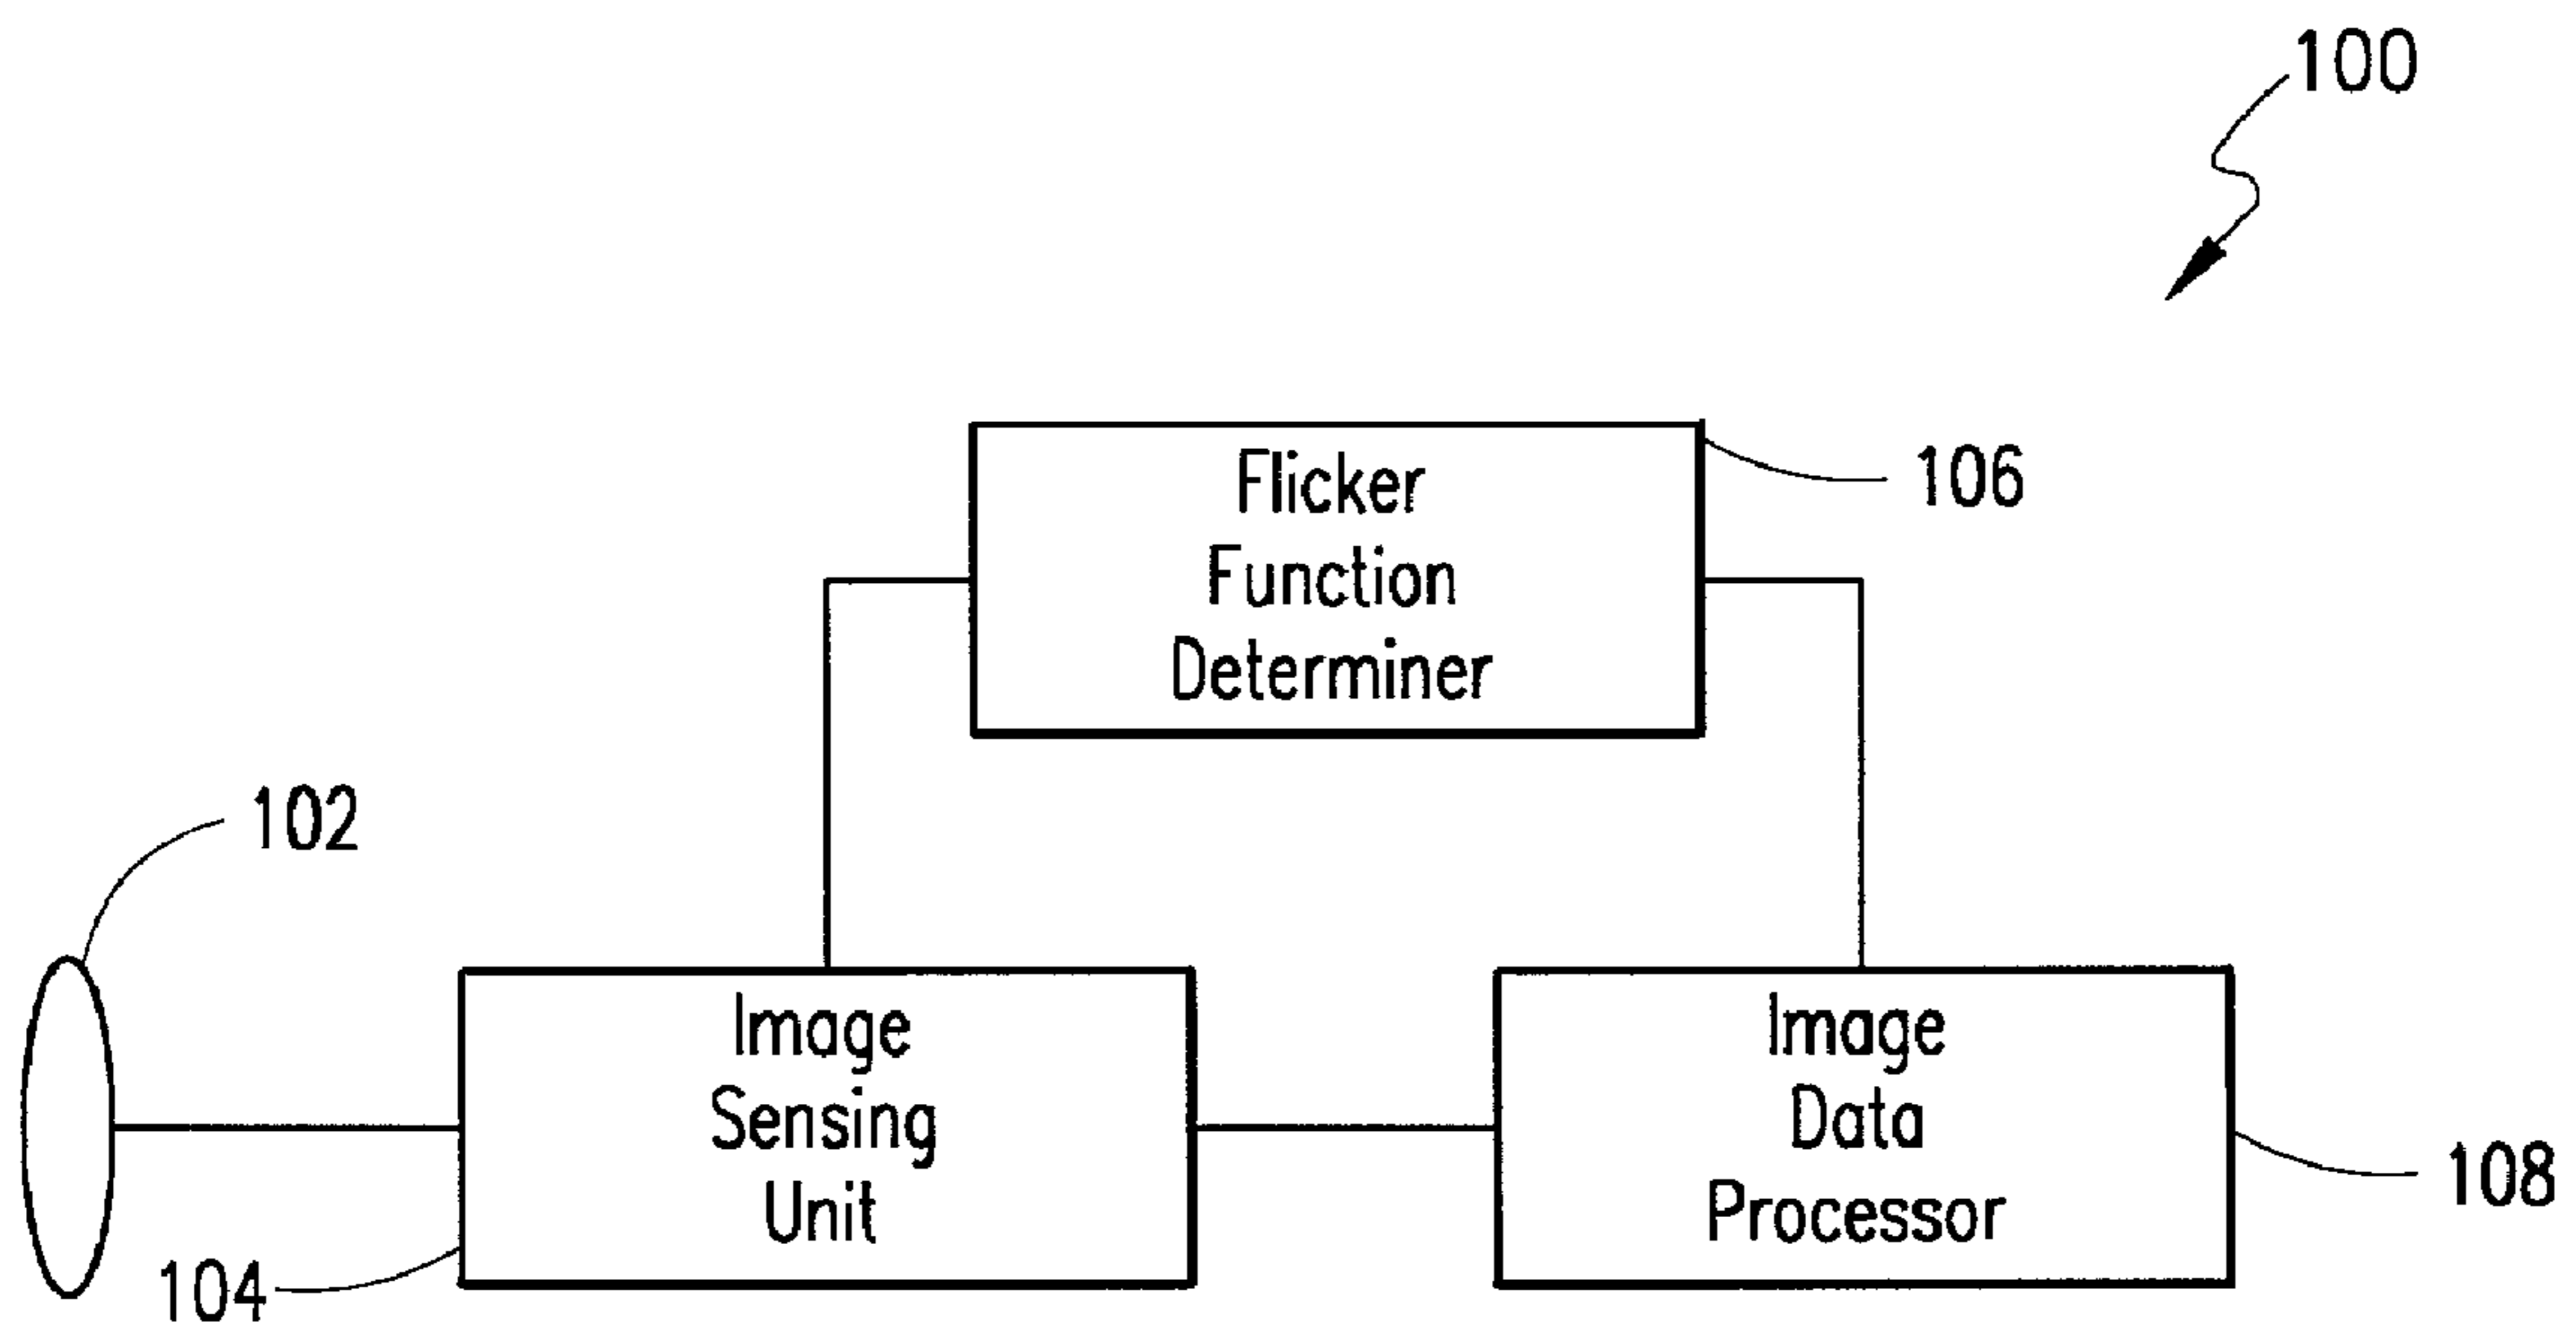 100
Flicker
Function
Determiner
106
102
Image
Sensing
Unit
104
Image
Data
Processor
108